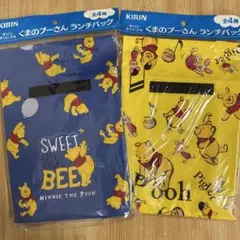 KIRIN
全4種
くまのプーさん ランチバッグ
SWEET
BEE
WINNIE THE POOH
KIRIN
全4種
くまのプーさん ランチバッグ
Pooh
Piglet